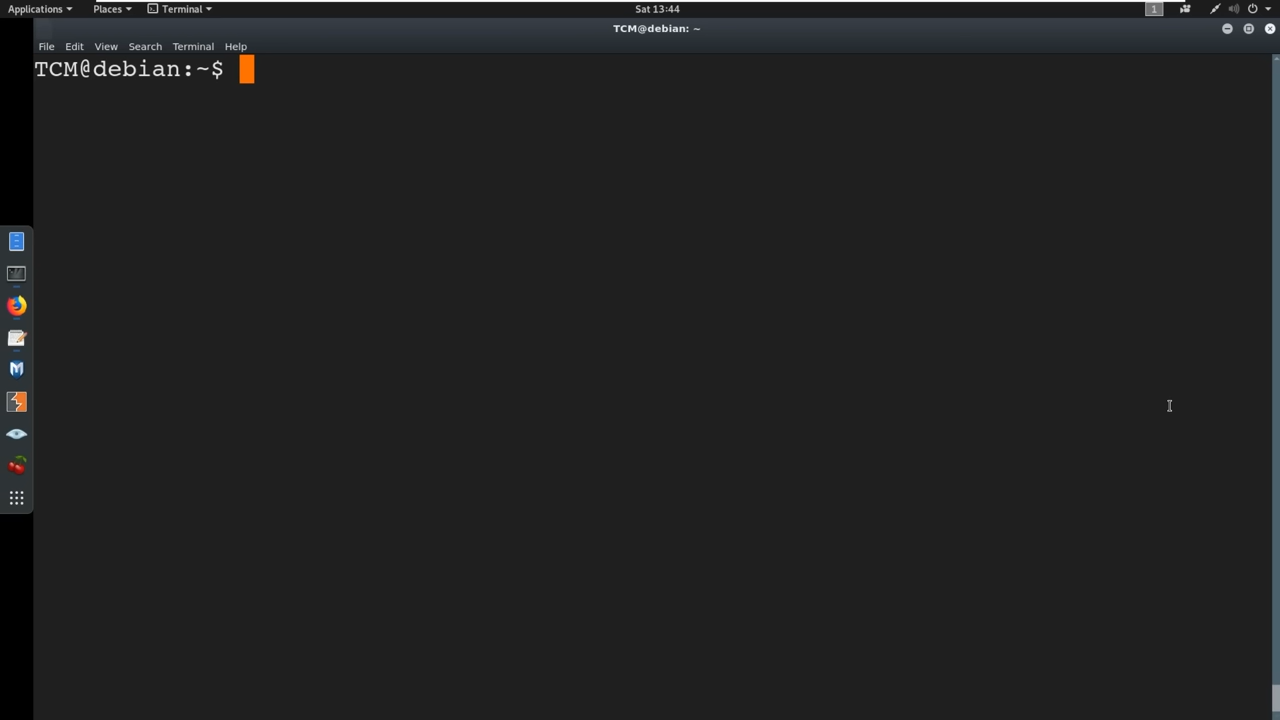 Applications Places Terminal Sat 13:44 1
TCM@debian: ~
File Edit View Search Terminal Help
TCM@debian:~$